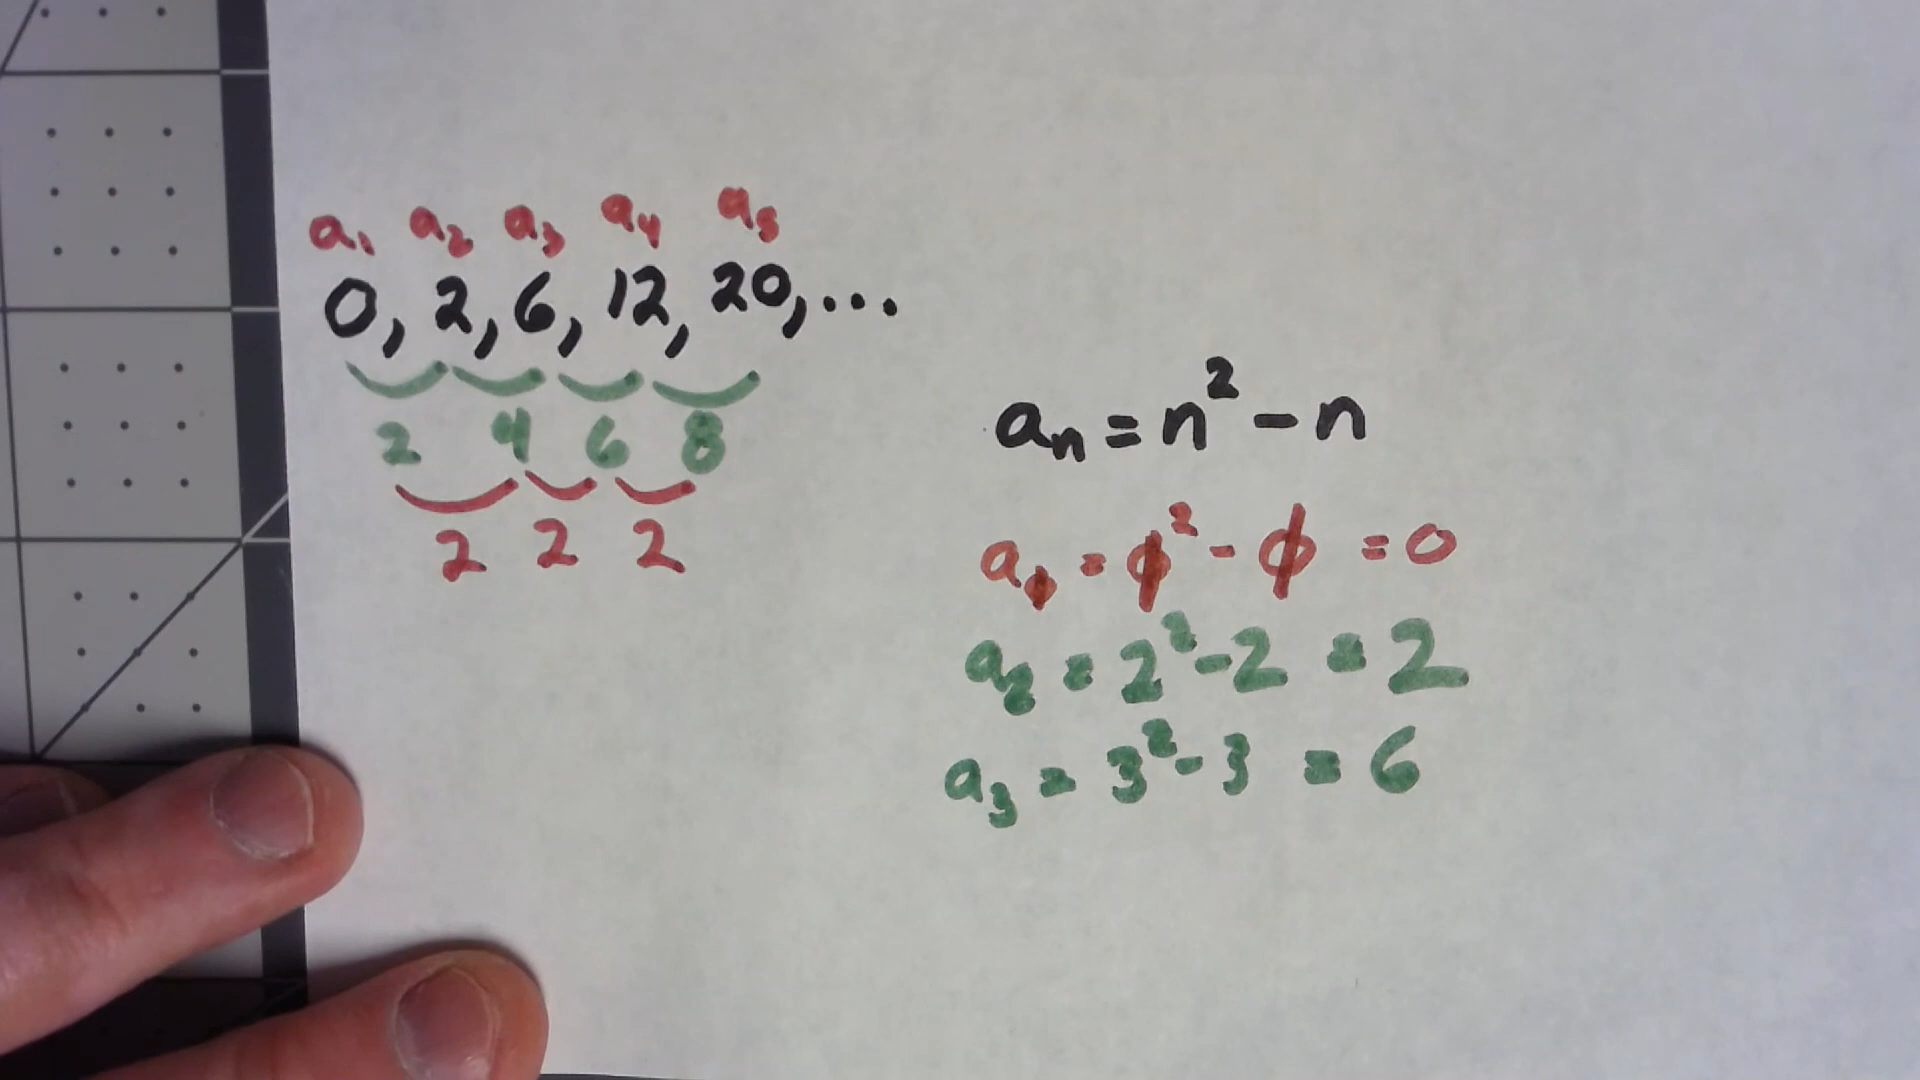 a₁ a₂ a₃ a₄ a₅
0, 2, 6, 12, 20, ...
2 4 6 8
2 2 2
aₙ = n² - n
a₁ = 1² - 1 = 0
a₂ = 2² - 2 = 2
a₃ = 3² - 3 = 6